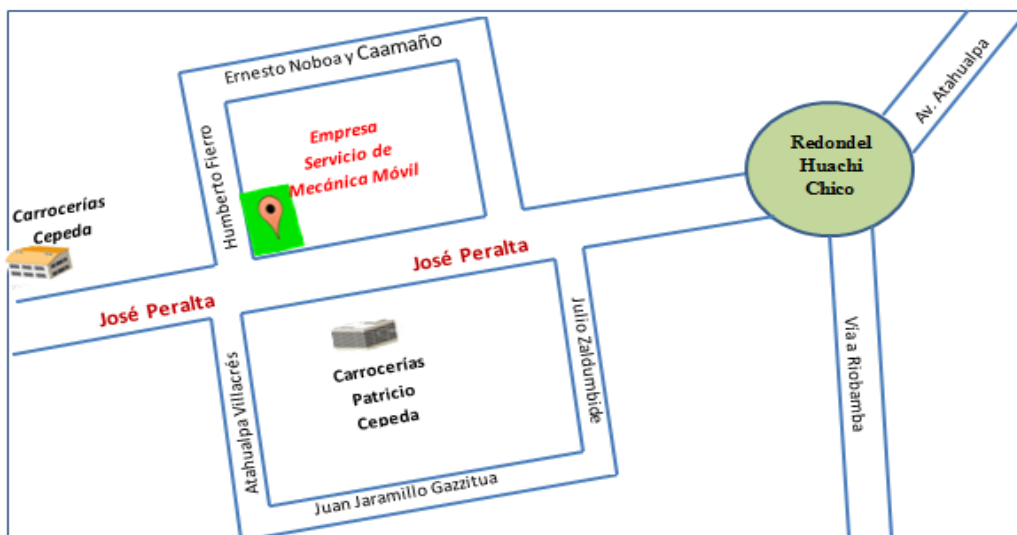 Ernesto Noboa y Caamaño
Av. Atahualpa
Humberto Fierro
Empresa
Servicio de
Mecánica Móvil
Redondel
Huachi
Chico
Carrocerías
Cepeda
José Peralta
José Peralta
Julio Zaldumbide
Vía a Riobamba
Atahualpa Villacrés
Carrocerías
Patricio
Cepeda
Juan Jaramillo Gazzitua